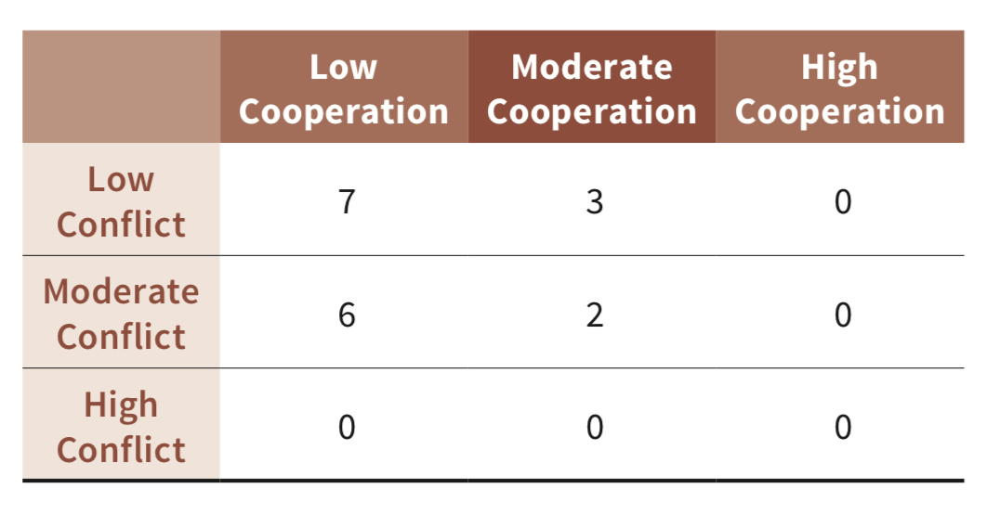 Low Moderate High
Cooperation Cooperation Cooperation
Low
Conflict 7 3 0
Moderate
Conflict 6 2 0
High
Conflict 0 0 0